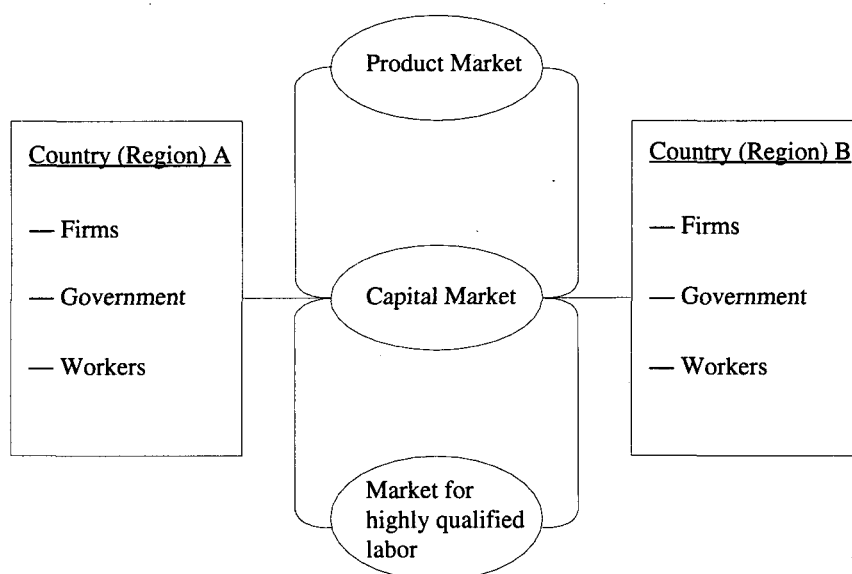 Product Market
Country (Region) A
— Firms
— Government
— Workers
Capital Market
Country (Region) B
— Firms
— Government
— Workers
Market for
highly qualified
labor